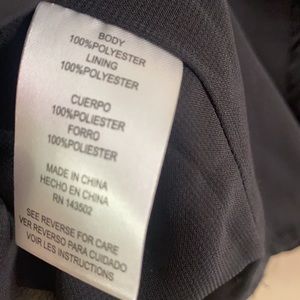 BODY
100%POLYESTER
LINING
100%POLYESTER
CUERPO
100%POLIESTER
FORRO
100%POLIESTER
MADE IN CHINA
HECHO EN CHINA
RN 143502
SEE REVERSE FOR CARE
VER REVERSO PARA CUIDADO
VOIR LES INSTRUCTIONS